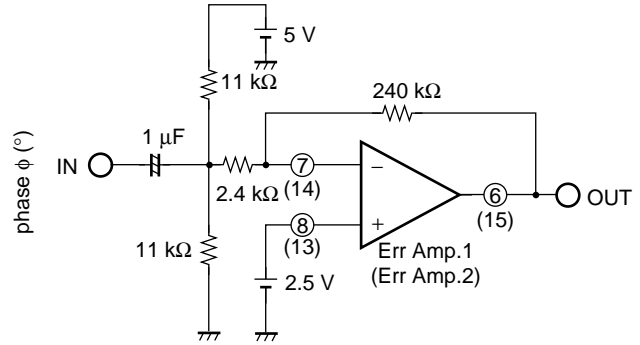 5 V
11 kΩ
240 kΩ
1 μF
phase ϕ (°)
IN
2.4 kΩ
7
(14)
−
6
(15)
OUT
8
(13)
+
Err Amp.1
(Err Amp.2)
11 kΩ
2.5 V